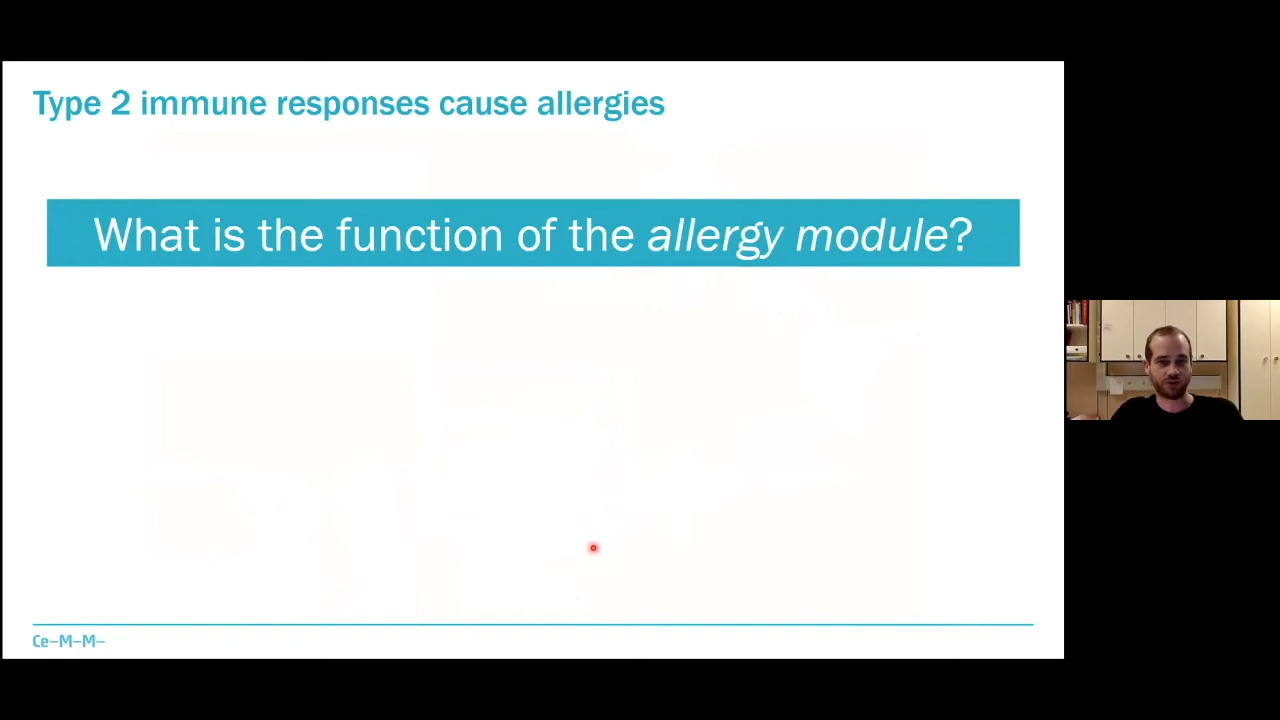 Type 2 immune responses cause allergies
What is the function of the allergy module?
Ce–M–M–